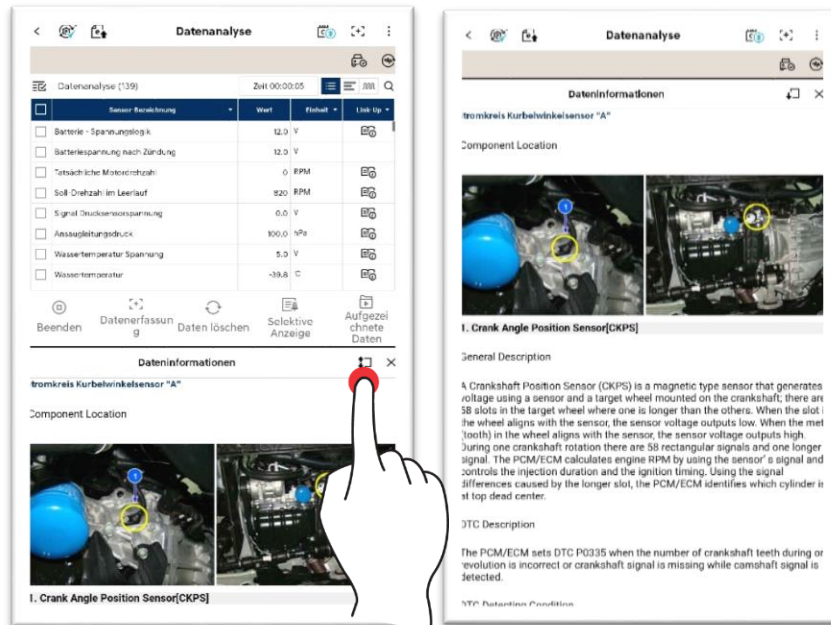 Datenanalyse
Datenanalyse (139)
Zeit 00:00:05
Sensor-Bezeichnung Wert Einheit Link Up
Batterie - Spannungslogik 12,0 V
Batteriespannung nach Zündung 12,0 V
Tatsächliche Motordrehzahl 0 RPM
Soll-Drehzahl im Leerlauf 820 RPM
Signal Drucksensorspannung 0,0 V
Ansaugleitungsdruck 100,0 hPa
Wassertemperatur Spannung 5,0 V
Wassertemperatur -39,8 °C
Beenden
Datenerfassun
g
Daten löschen
Selektive
Anzeige
Aufgezei
chnete
Daten
Dateninformationen
tromkreis Kurbelwinkelsensor "A"
Component Location
1
1. Crank Angle Position Sensor[CKPS]
Datenanalyse
Dateninformationen
tromkreis Kurbelwinkelsensor "A"
Component Location
1
1. Crank Angle Position Sensor[CKPS]
General Description
A Crankshaft Position Sensor (CKPS) is a magnetic type sensor that generates
voltage using a sensor and a target wheel mounted on the crankshaft; there are
58 slots in the target wheel where one is longer than the others. When the slot i
the wheel aligns with the sensor, the sensor voltage outputs low. When the met
(tooth) in the wheel aligns with the sensor, the sensor voltage outputs high.
During one crankshaft rotation there are 58 rectangular signals and one longer
signal. The PCM/ECM calculates engine RPM by using the sensor's signal and
controls the injection duration and the ignition timing. Using the signal
differences caused by the longer slot, the PCM/ECM identifies which cylinder is
at top dead center.
DTC Description
The PCM/ECM sets DTC P0335 when the number of crankshaft teeth during or
revolution is incorrect or crankshaft signal is missing while camshaft signal is
detected.
DTC Detecting Condition